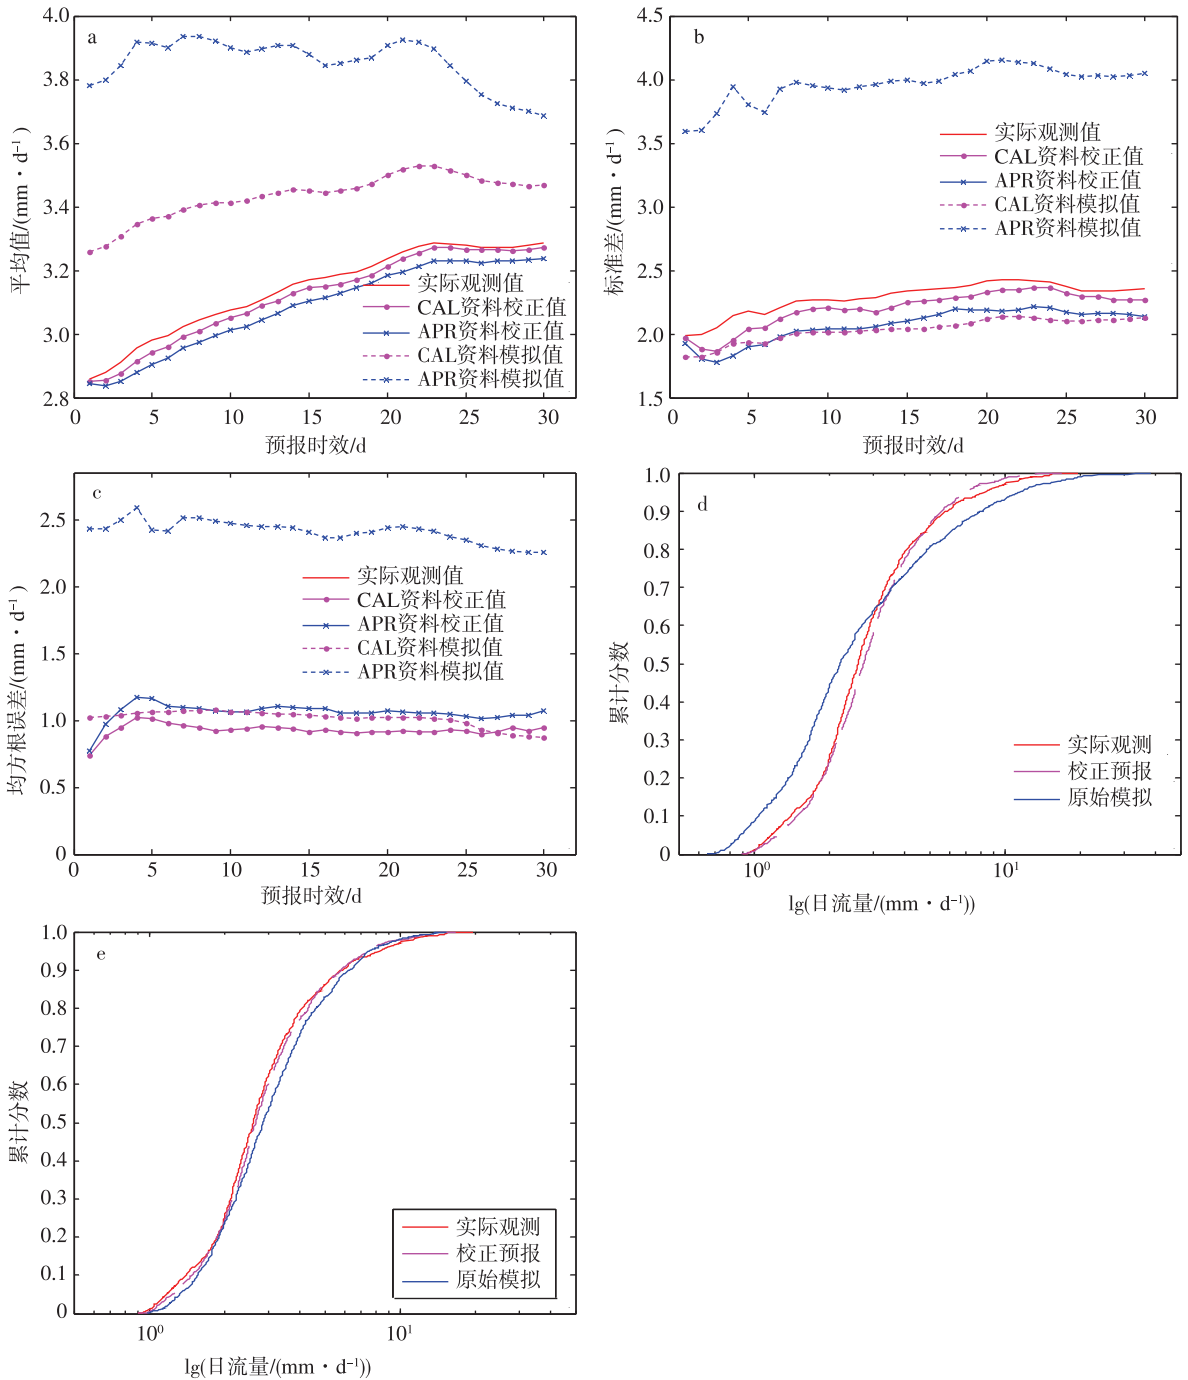 a
4.0
3.8
3.6
3.4
3.2
3.0
2.8
平均值/(mm·d⁻¹)
实际观测值
CAL资料校正值
APR资料校正值
CAL资料模拟值
APR资料模拟值
0 5 10 15 20 25 30
预报时效/d
b
4.5
4.0
3.5
3.0
2.5
2.0
1.5
标准差/(mm·d⁻¹)
实际观测值
CAL资料校正值
APR资料校正值
CAL资料模拟值
APR资料模拟值
0 5 10 15 20 25 30
预报时效/d
c
2.5
2.0
1.5
1.0
0.5
0
均方根误差/(mm·d⁻¹)
实际观测值
CAL资料校正值
APR资料校正值
CAL资料模拟值
APR资料模拟值
0 5 10 15 20 25 30
预报时效/d
d
1.0
0.9
0.8
0.7
0.6
0.5
0.4
0.3
0.2
0.1
0
累计分数
实际观测
校正预报
原始模拟
10⁰ 10¹
lg(日流量/(mm·d⁻¹))
e
1.0
0.9
0.8
0.7
0.6
0.5
0.4
0.3
0.2
0.1
0
累计分数
实际观测
校正预报
原始模拟
10⁰ 10¹
lg(日流量/(mm·d⁻¹))